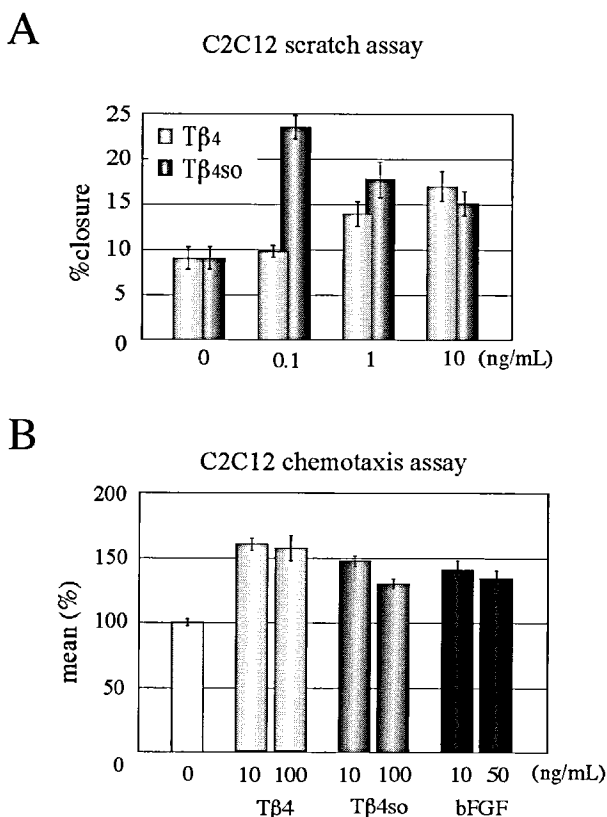 A
C2C12 scratch assay
25
20
15
10
5
0
%closure
Tβ4
Tβ4so
0 0.1 1 10 (ng/mL)
B
C2C12 chemotaxis assay
200
150
100
50
0
mean (%)
0 10 100 10 100 10 50 (ng/mL)
Tβ4 Tβ4so bFGF